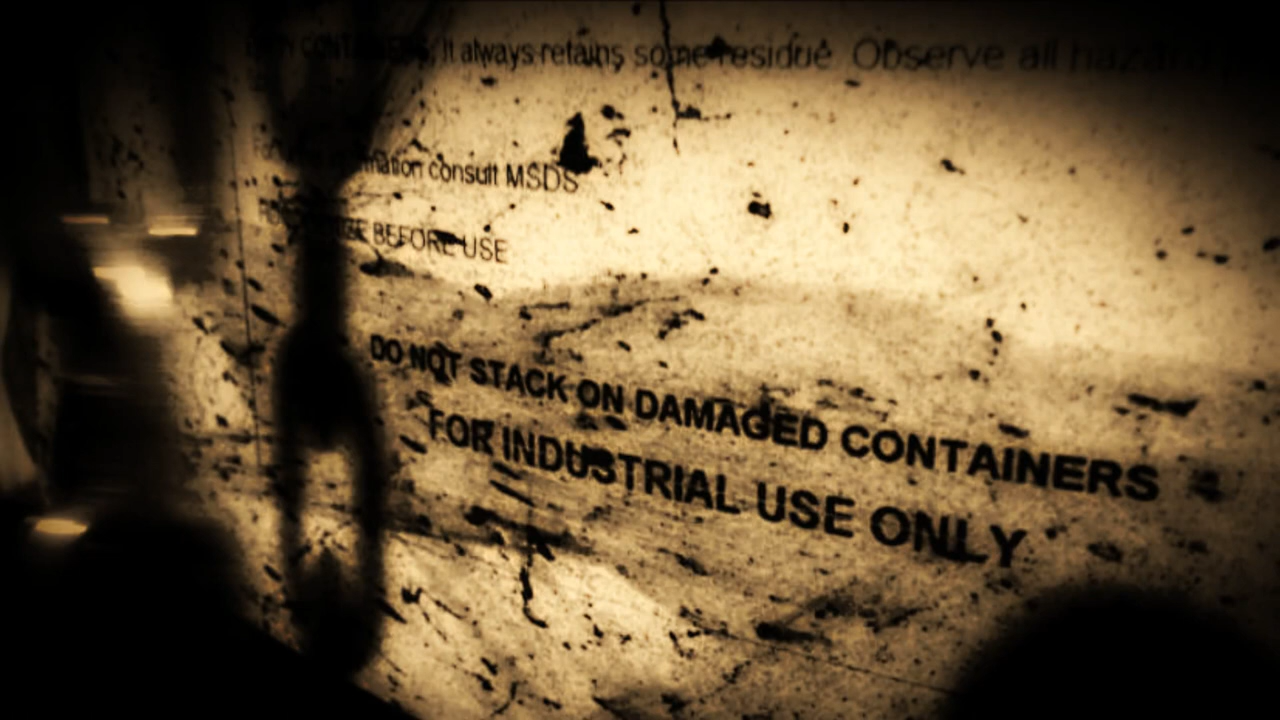 It always retains some residue Observe all
consult MSDS
BEFORE USE
DO NOT STACK ON DAMAGED CONTAINERS
FOR INDUSTRIAL USE ONLY